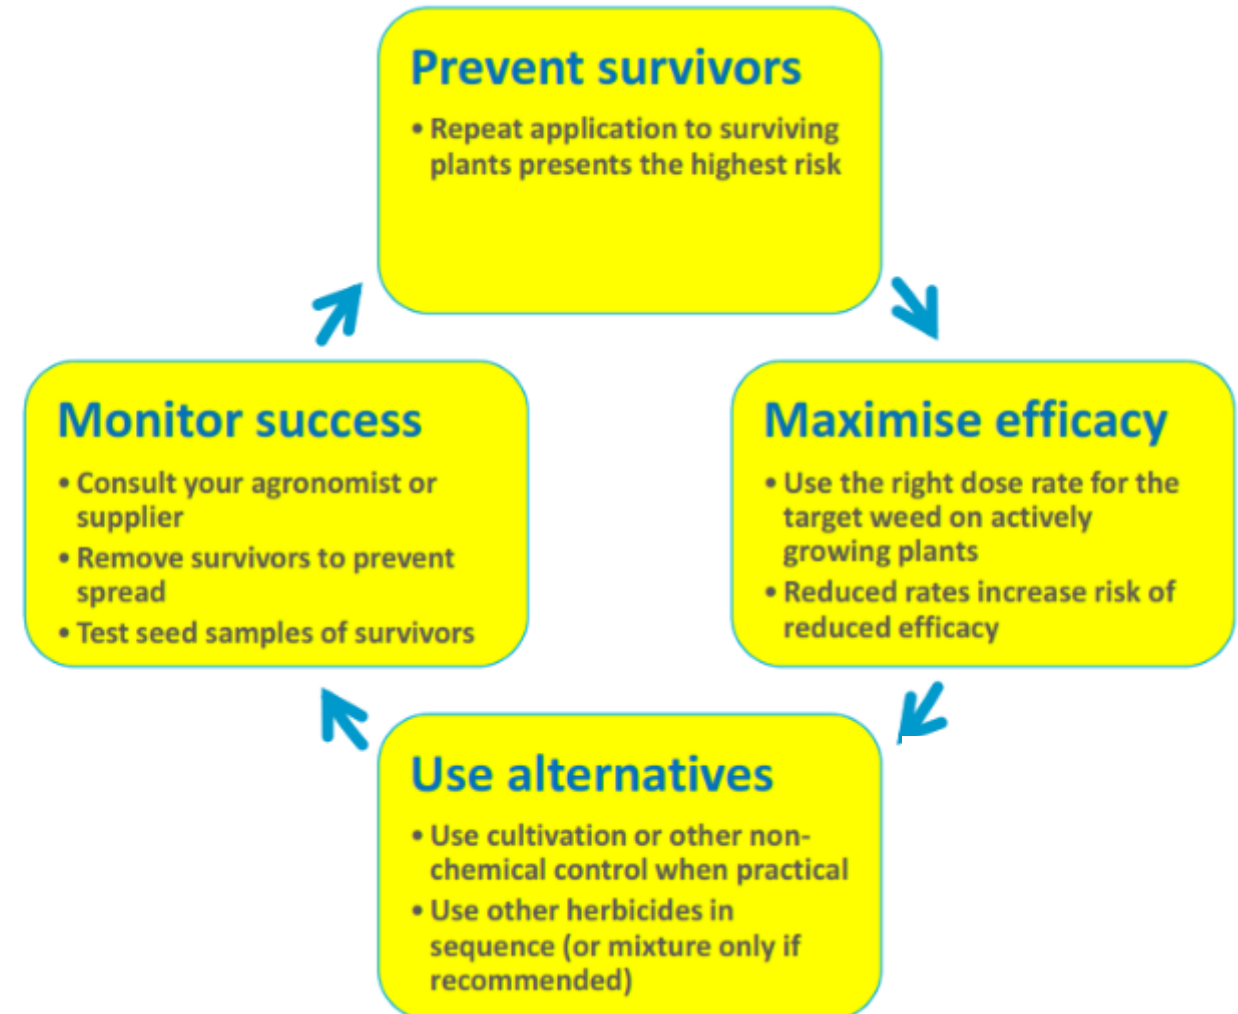 Prevent survivors
• Repeat application to surviving
plants presents the highest risk
Maximise efficacy
• Use the right dose rate for the
target weed on actively
growing plants
• Reduced rates increase risk of
reduced efficacy
Use alternatives
• Use cultivation or other non-
chemical control when practical
• Use other herbicides in
sequence (or mixture only if
recommended)
Monitor success
• Consult your agronomist or
supplier
• Remove survivors to prevent
spread
• Test seed samples of survivors